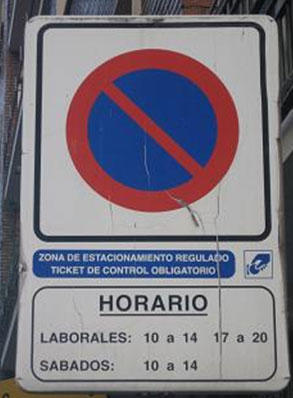 ZONA DE ESTACIONAMIENTO REGULADO
TICKET DE CONTROL OBLIGATORIO
HORARIO
LABORALES: 10 a 14 17 a 20
SABADOS: 10 a 14